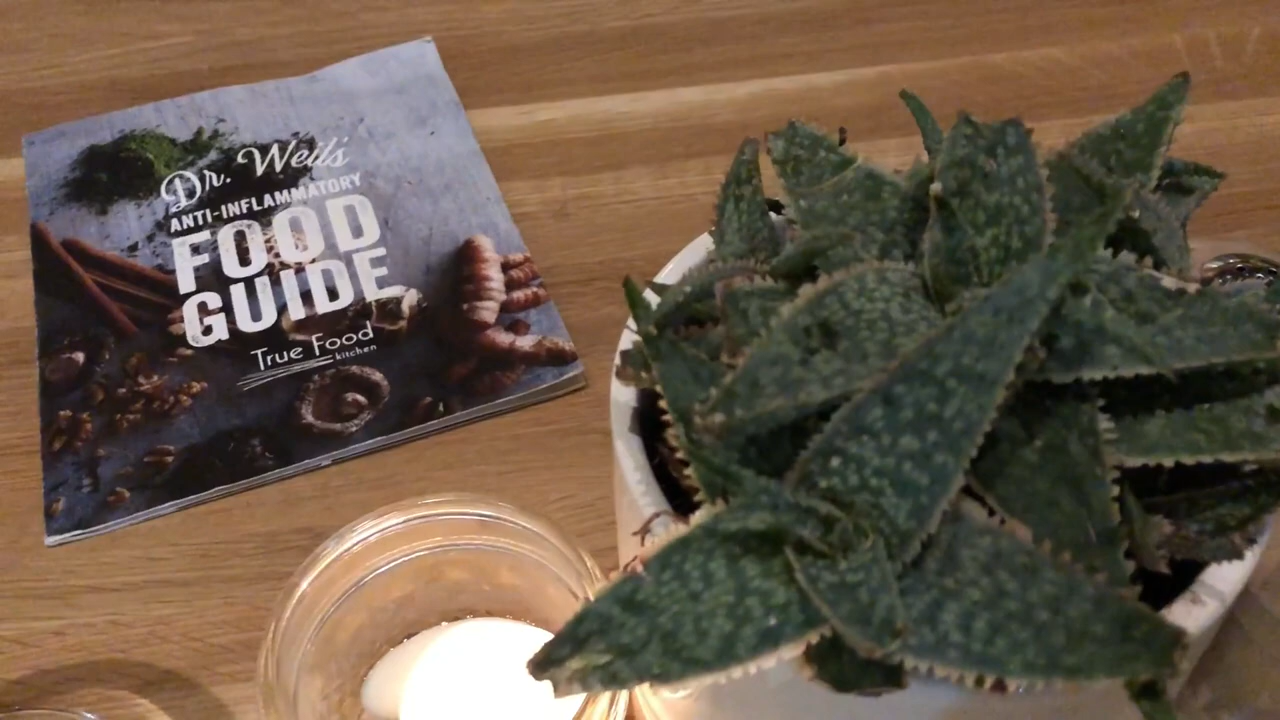 Dr. Weil's
ANTI-INFLAMMATORY
FOOD
GUIDE
True Food
kitchen